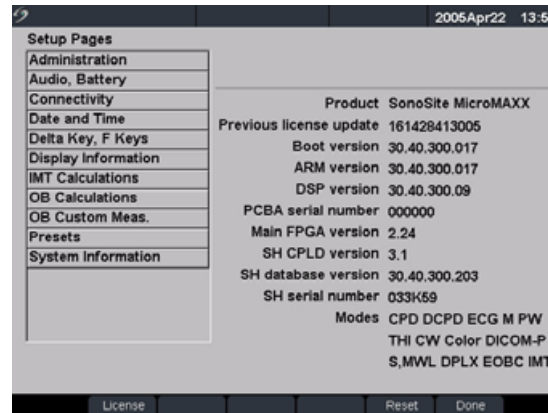 2005Apr22 13:5
Setup Pages
Administration
Audio, Battery
Connectivity
Date and Time
Delta Key, F Keys
Display Information
IMT Calculations
OB Calculations
OB Custom Meas.
Presets
System Information
Product SonoSite MicroMAXX
Previous license update 161428413005
Boot version 30.40.300.017
ARM version 30.40.300.017
DSP version 30.40.300.09
PCBA serial number 000000
Main FPGA version 2.24
SH CPLD version 3.1
SH database version 30.40.300.203
SH serial number 033K59
Modes CPD DCPD ECG M PW
THI CW Color DICOM-P
S,MWL DPLX EOBC IMT
License Reset Done